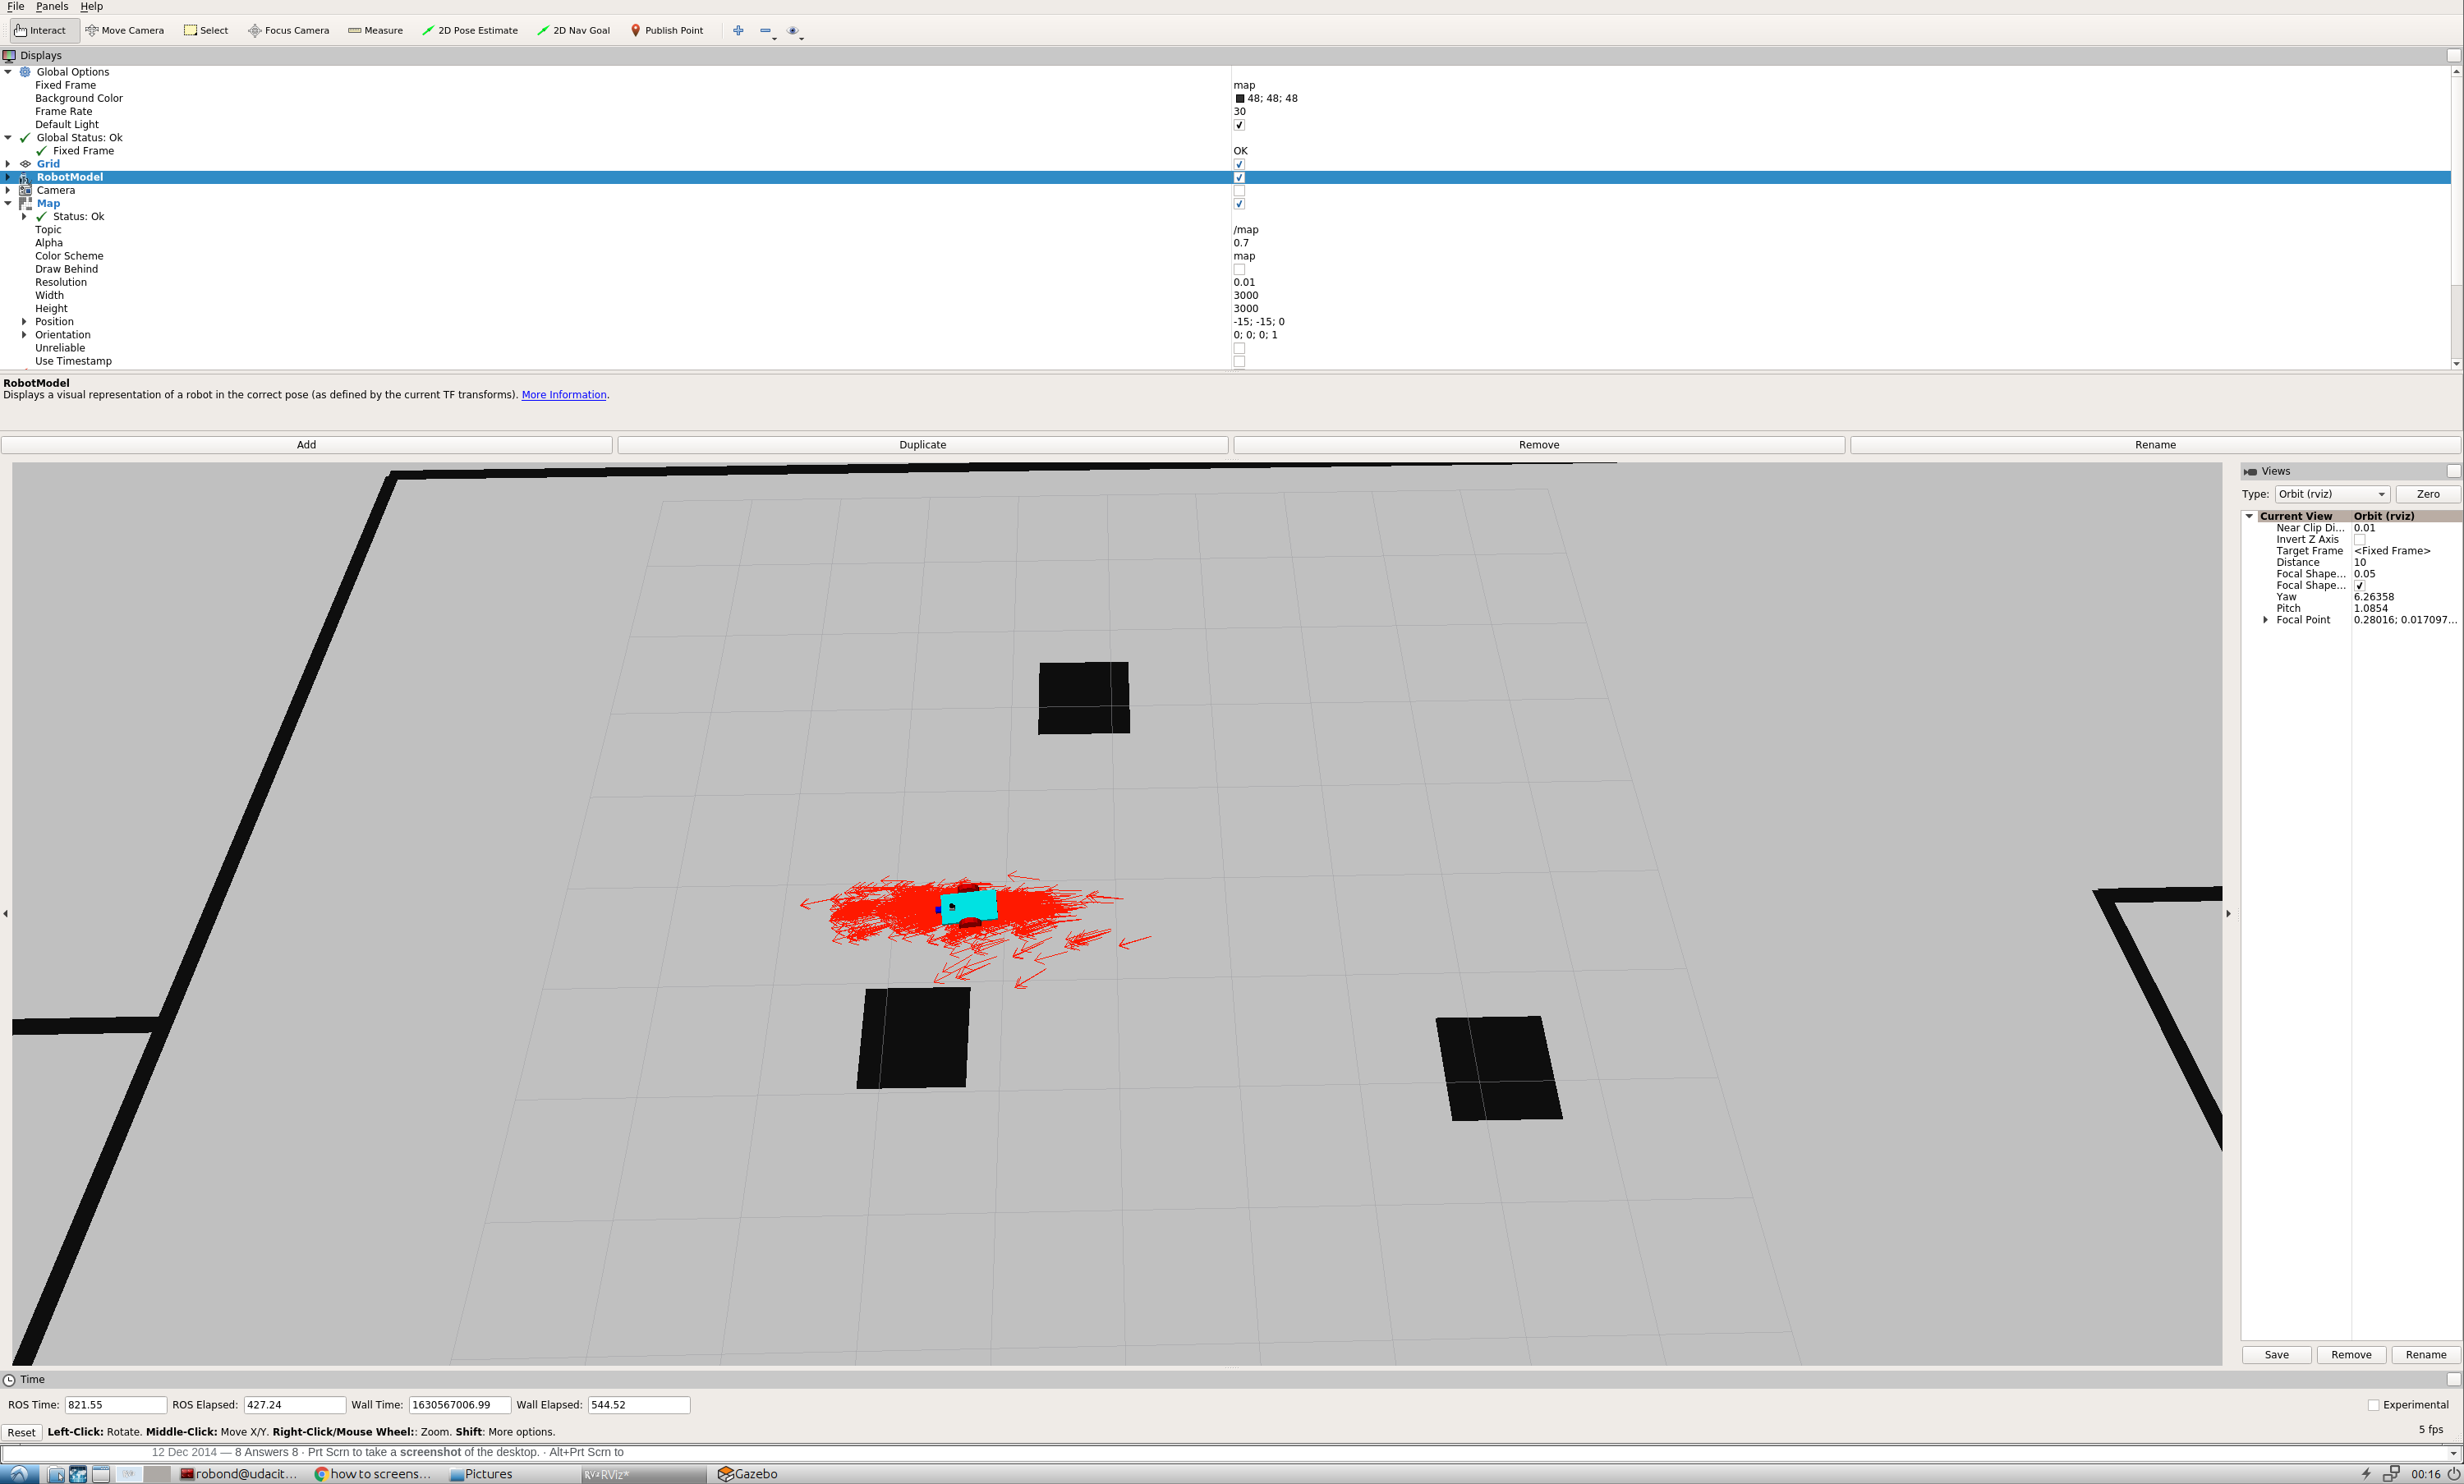 File Panels Help
Interact Move Camera Select Focus Camera Measure 2D Pose Estimate 2D Nav Goal Publish Point
Displays
Global Options
Fixed Frame map
Background Color 48; 48; 48
Frame Rate 30
Default Light
Global Status: Ok
Fixed Frame OK
Grid
RobotModel
Camera
Map
Status: Ok
Topic /map
Alpha 0.7
Color Scheme map
Draw Behind
Resolution 0.01
Width 3000
Height 3000
Position -15; -15; 0
Orientation 0; 0; 0; 1
Unreliable
Use Timestamp
RobotModel
Displays a visual representation of a robot in the correct pose (as defined by the current TF transforms). More Information.
Add Duplicate Remove Rename
Views
Type: Orbit (rviz) Zero
Current View Orbit (rviz)
Near Clip Di... 0.01
Invert Z Axis
Target Frame <Fixed Frame>
Distance 10
Focal Shape... 0.05
Focal Shape...
Yaw 6.26358
Pitch 1.0854
Focal Point 0.28016; 0.017097...
Save Remove Rename
Time
ROS Time: 821.55 ROS Elapsed: 427.24 Wall Time: 1630567006.99 Wall Elapsed: 544.52 Experimental
Reset Left-Click: Rotate. Middle-Click: Move X/Y. Right-Click/Mouse Wheel:: Zoom. Shift: More options. 5 fps
12 Dec 2014 — 8 Answers 8 · Prt Scrn to take a screenshot of the desktop. · Alt+Prt Scrn to
robond@udacit... how to screens... Pictures RViz* Gazebo 00:16